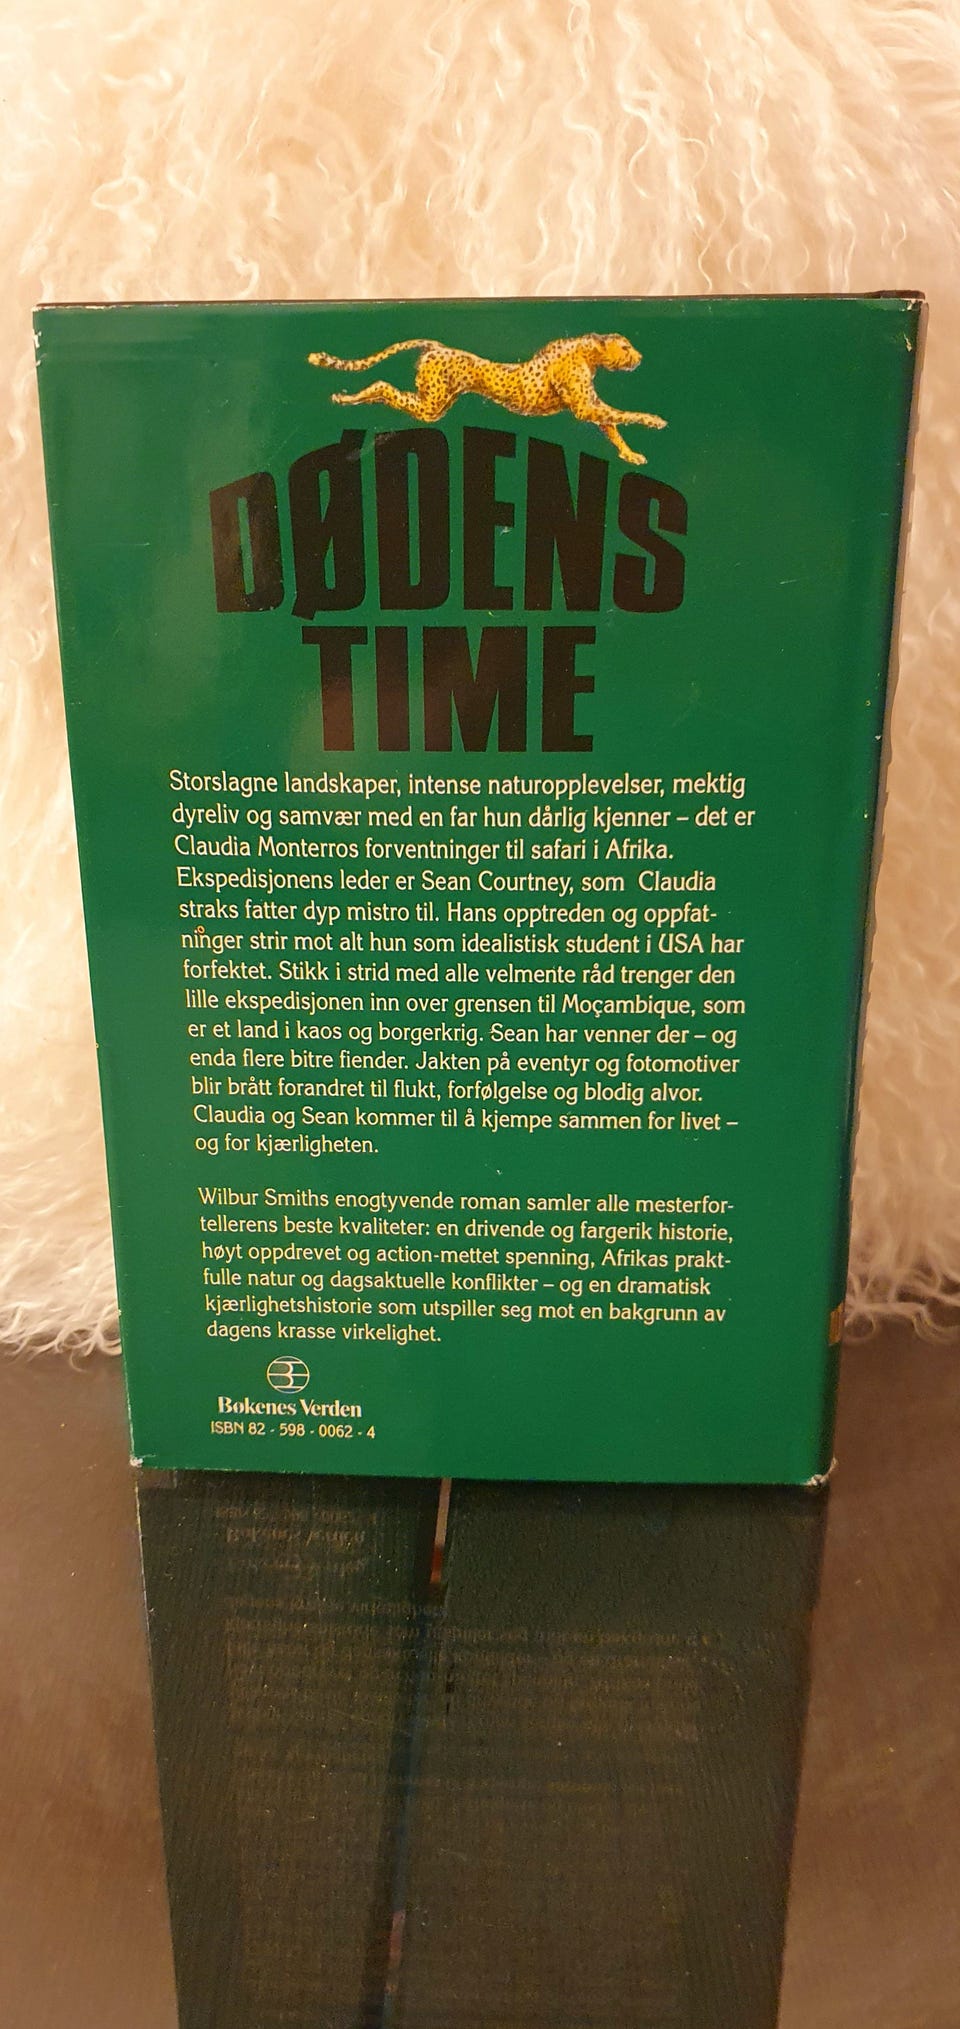 DØDENS
TIME
Storslagne landskaper, intense naturopplevelser, mektig
dyreliv og samvær med en far hun dårlig kjenner – det er
Claudia Monterros forventninger til safari i Afrika.
Ekspedisjonens leder er Sean Courtney, som Claudia
straks fatter dyp mistro til. Hans opptreden og oppfat-
ninger strir mot alt hun som idealistisk student i USA har
forfektet. Stikk i strid med alle velmente råd trenger den
lille ekspedisjonen inn over grensen til Moçambique, som
er et land i kaos og borgerkrig. Sean har venner der – og
enda flere bitre fiender. Jakten på eventyr og fotomotiver
blir brått forandret til flukt, forfølgelse og blodig alvor.
Claudia og Sean kommer til å kjempe sammen for livet –
og for kjærligheten.
Wilbur Smiths enogtyvende roman samler alle mesterfor-
tellerens beste kvaliteter: en drivende og fargerik historie,
høyt oppdrevet og action-mettet spenning, Afrikas prakt-
fulle natur og dagsaktuelle konflikter – og en dramatisk
kjærlighetshistorie som utspiller seg mot en bakgrunn av
dagens krasse virkelighet.
Bøkenes Verden
ISBN 82 - 598 - 0062 - 4